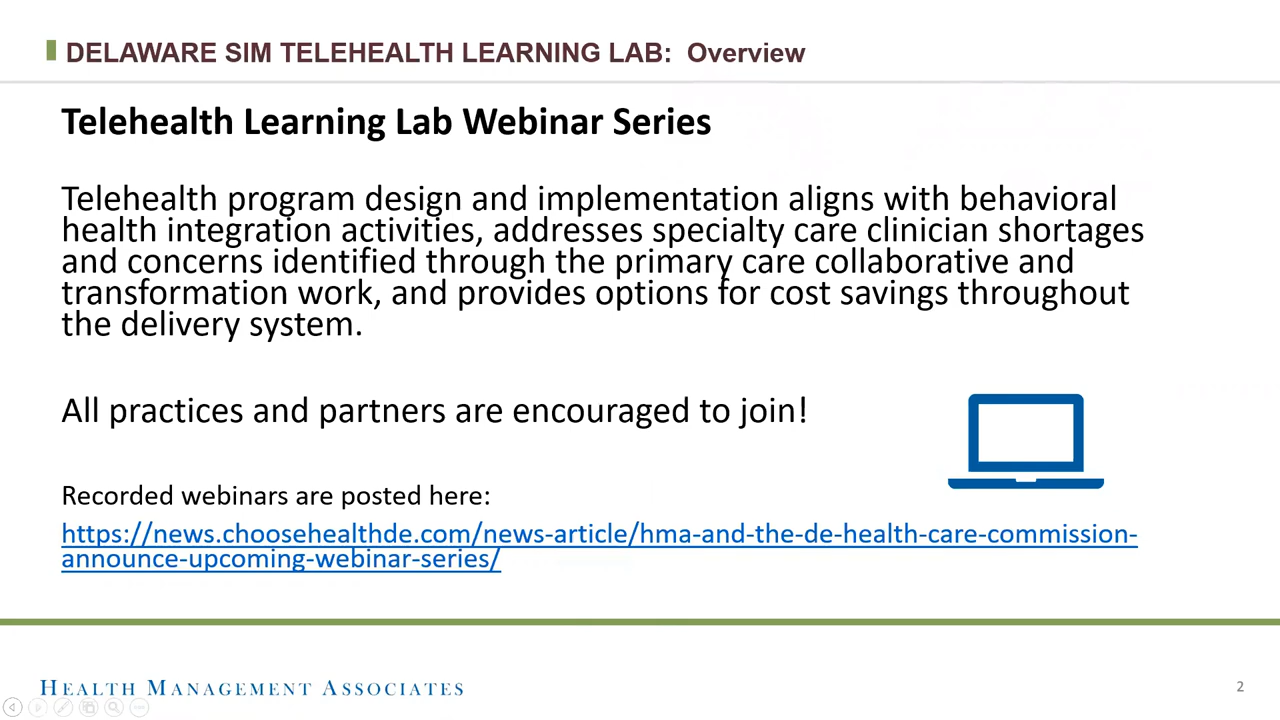 DELAWARE SIM TELEHEALTH LEARNING LAB: Overview
Telehealth Learning Lab Webinar Series
Telehealth program design and implementation aligns with behavioral
health integration activities, addresses specialty care clinician shortages
and concerns identified through the primary care collaborative and
transformation work, and provides options for cost savings throughout
the delivery system.
All practices and partners are encouraged to join!
Recorded webinars are posted here:
https://news.choosehealthde.com/news-article/hma-and-the-de-health-care-commission-
announce-upcoming-webinar-series/
HEALTH MANAGEMENT ASSOCIATES
2